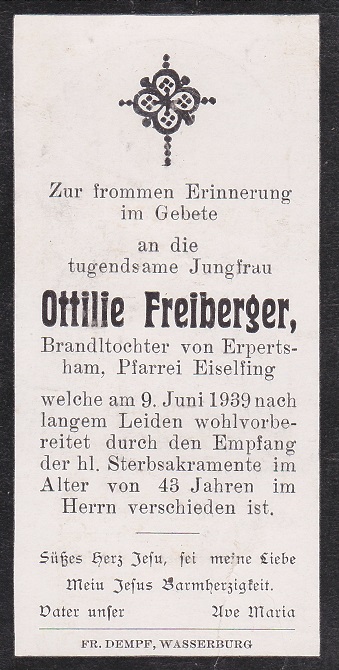 Zur frommen Erinnerung
im Gebete
an die
tugendsame Jungfrau
Ottilie Freiberger,
Brandltochter von Erperts-
ham, Pfarrei Eiselfing
welche am 9. Juni 1939 nach
langem Leiden wohlvorbe-
reitet durch den Empfang
der hl. Sterbsakramente im
Alter von 43 Jahren im
Herrn verschieden ist.
Süßes Herz Jesu, sei meine Liebe
Mein Jesus Barmherzigkeit.
Vater unser Ave Maria
FR. DEMPF, WASSERBURG